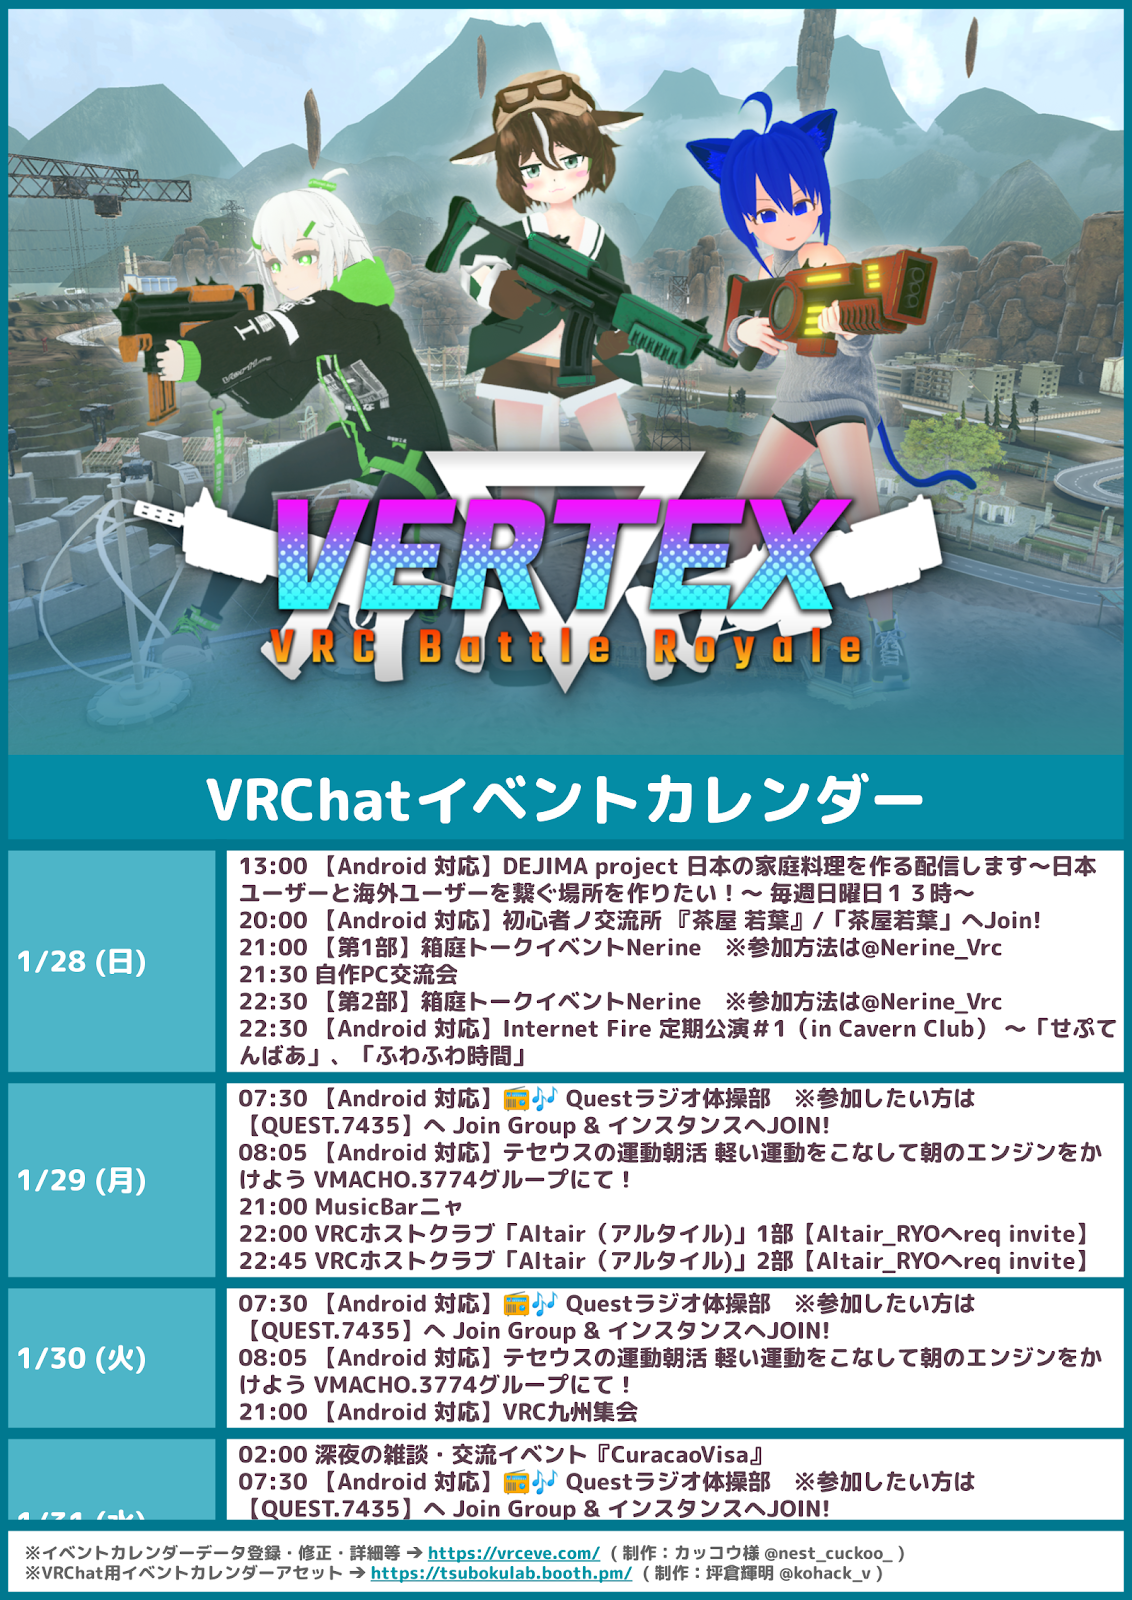 VERTEX
VRC Battle Royale
VRChatイベントカレンダー
1/28 (日)
13:00 【Android 対応】DEJIMA project 日本の家庭料理を作る配信します～日本
ユーザーと海外ユーザーを繋ぐ場所を作りたい！～ 毎週日曜日１３時～
20:00 【Android 対応】初心者ノ交流所 『茶屋 若葉』/「茶屋若葉」へJoin!
21:00 【第1部】箱庭トークイベントNerine　※参加方法は@Nerine_Vrc
21:30 自作PC交流会
22:30 【第2部】箱庭トークイベントNerine　※参加方法は@Nerine_Vrc
22:30 【Android 対応】Internet Fire 定期公演＃1（in Cavern Club） ～「せぷて
んばあ」、「ふわふわ時間」
1/29 (月)
07:30 【Android 対応】📻🎶 Questラジオ体操部　※参加したい方は
【QUEST.7435】へ Join Group & インスタンスへJOIN!
08:05 【Android 対応】テセウスの運動朝活 軽い運動をこなして朝のエンジンをか
けよう VMACHO.3774グループにて！
21:00 MusicBarニャ
22:00 VRCホストクラブ「Altair（アルタイル)」1部【Altair_RYOへreq invite】
22:45 VRCホストクラブ「Altair（アルタイル)」2部【Altair_RYOへreq invite】
1/30 (火)
07:30 【Android 対応】📻🎶 Questラジオ体操部　※参加したい方は
【QUEST.7435】へ Join Group & インスタンスへJOIN!
08:05 【Android 対応】テセウスの運動朝活 軽い運動をこなして朝のエンジンをか
けよう VMACHO.3774グループにて！
21:00 【Android 対応】VRC九州集会
1/31 (水)
02:00 深夜の雑談・交流イベント『CuracaoVisa』
07:30 【Android 対応】📻🎶 Questラジオ体操部　※参加したい方は
【QUEST.7435】へ Join Group & インスタンスへJOIN!
※イベントカレンダーデータ登録・修正・詳細等 ➔ https://vrceve.com/ （制作：カッコウ様 @nest_cuckoo_ ）
※VRChat用イベントカレンダーアセット ➔ https://tsubokulab.booth.pm/ （制作：坪倉輝明 @kohack_v ）